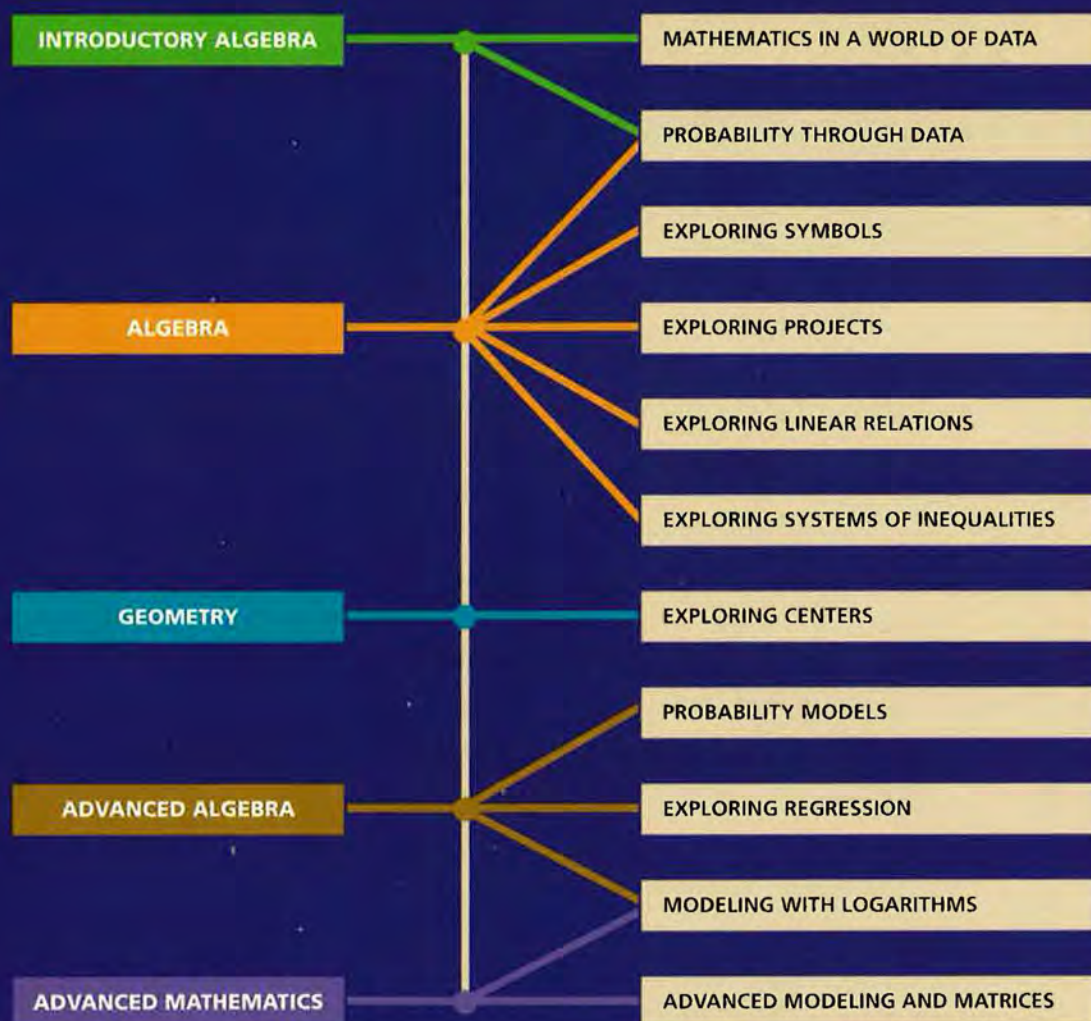 INTRODUCTORY ALGEBRA
MATHEMATICS IN A WORLD OF DATA
PROBABILITY THROUGH DATA
EXPLORING SYMBOLS
ALGEBRA
EXPLORING PROJECTS
EXPLORING LINEAR RELATIONS
EXPLORING SYSTEMS OF INEQUALITIES
GEOMETRY
EXPLORING CENTERS
PROBABILITY MODELS
ADVANCED ALGEBRA
EXPLORING REGRESSION
MODELING WITH LOGARITHMS
ADVANCED MATHEMATICS
ADVANCED MODELING AND MATRICES